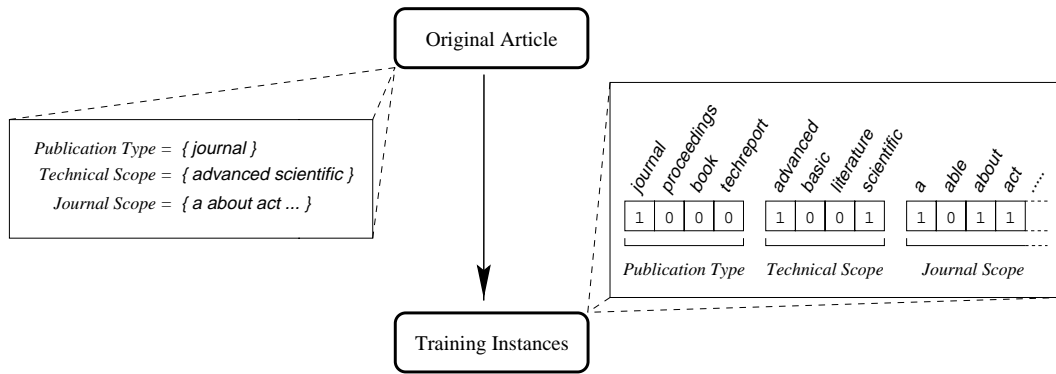 Original Article
Publication Type = { journal }
Technical Scope = { advanced scientific }
Journal Scope = { a about act ... }
journal proceedings book techreport advanced basic literature scientific a able about act .....
1 0 0 0 1 0 0 1 1 0 1 1
Publication Type Technical Scope Journal Scope
Training Instances